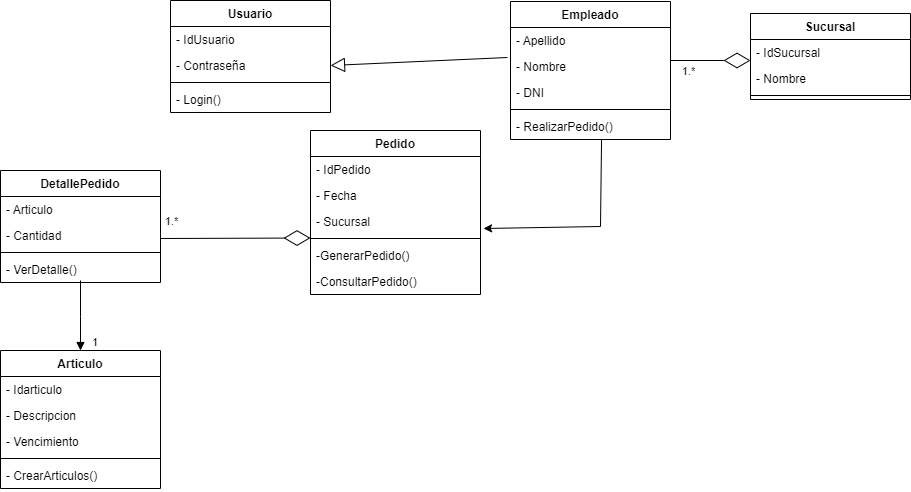 Usuario
- IdUsuario
- Contraseña
- Login()
Empleado
- Apellido
- Nombre
- DNI
- RealizarPedido()
1.*
Sucursal
- IdSucursal
- Nombre
Pedido
- IdPedido
- Fecha
- Sucursal
-GenerarPedido()
-ConsultarPedido()
1.*
DetallePedido
- Articulo
- Cantidad
- VerDetalle()
1
Articulo
- Idarticulo
- Descripcion
- Vencimiento
- CrearArticulos()